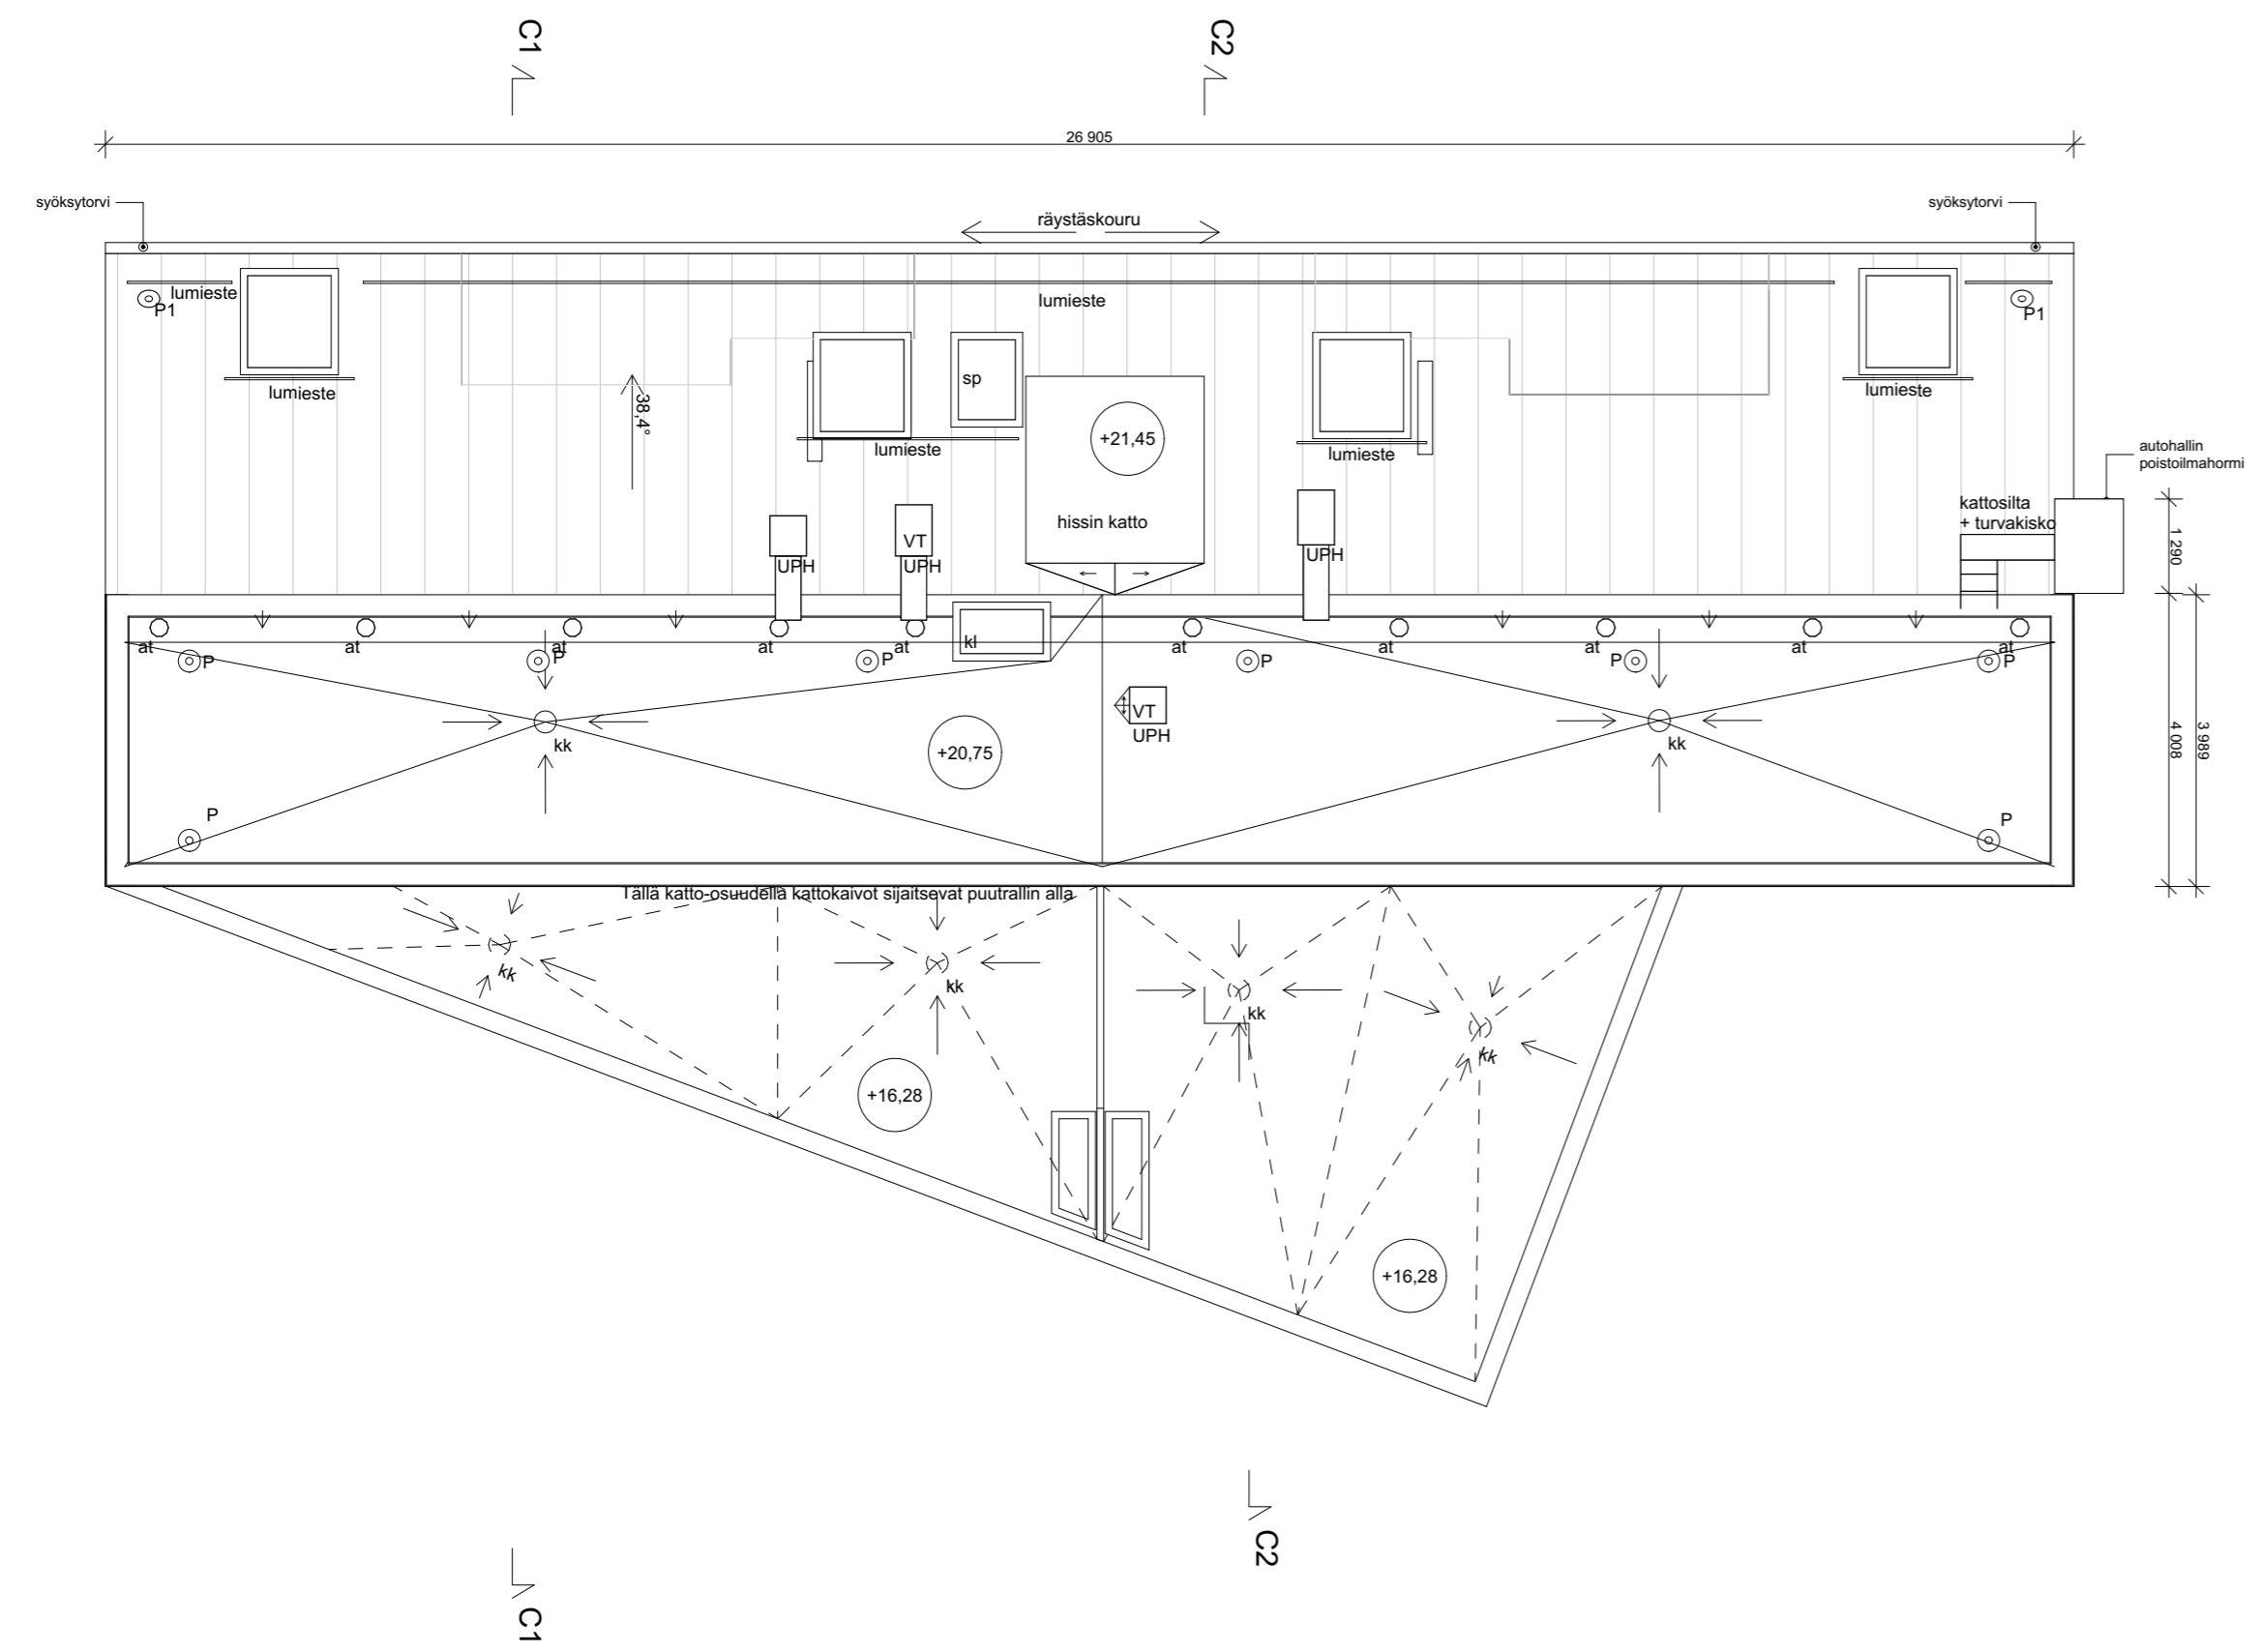 C1
C2
26 905
syöksytorvi
räystäskouru
syöksytorvi
lumieste
P1
lumieste
P1
lumieste
38,4°
sp
lumieste
+21,45
lumieste
lumieste
autohallin
poistoilmahormi
hissin katto
kattosilta
+ turvakisko
1 290
UPH
VT
UPH
UPH
at
at
at
at
at
kl
at
at
at
at
at
P
P
P
P
P
P
kk
+20,75
VT
UPH
kk
4 008
3 989
P
P
Tällä katto-osuudella kattokaivot sijaitsevat puutrallin alla
kk
kk
kk
kk
+16,28
+16,28
C2
C1